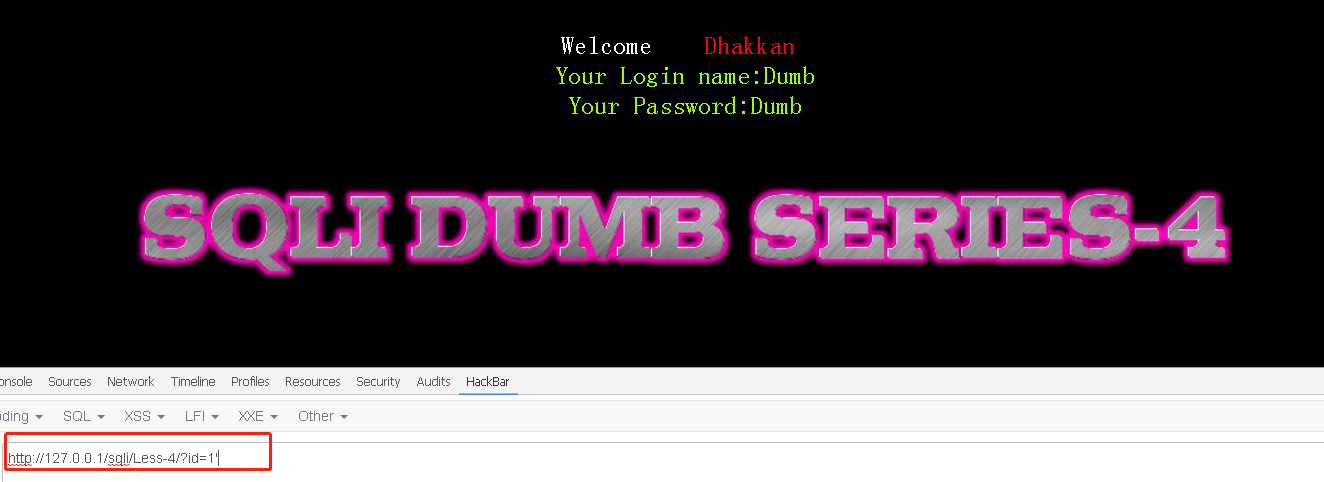 Welcome Dhakkan
Your Login name:Dumb
Your Password:Dumb
SQLI DUMB SERIES-4
onsole Sources Network Timeline Profiles Resources Security Audits HackBar
oding SQL XSS LFI XXE Other
http://127.0.0.1/sqli/Less-4/?id=1'